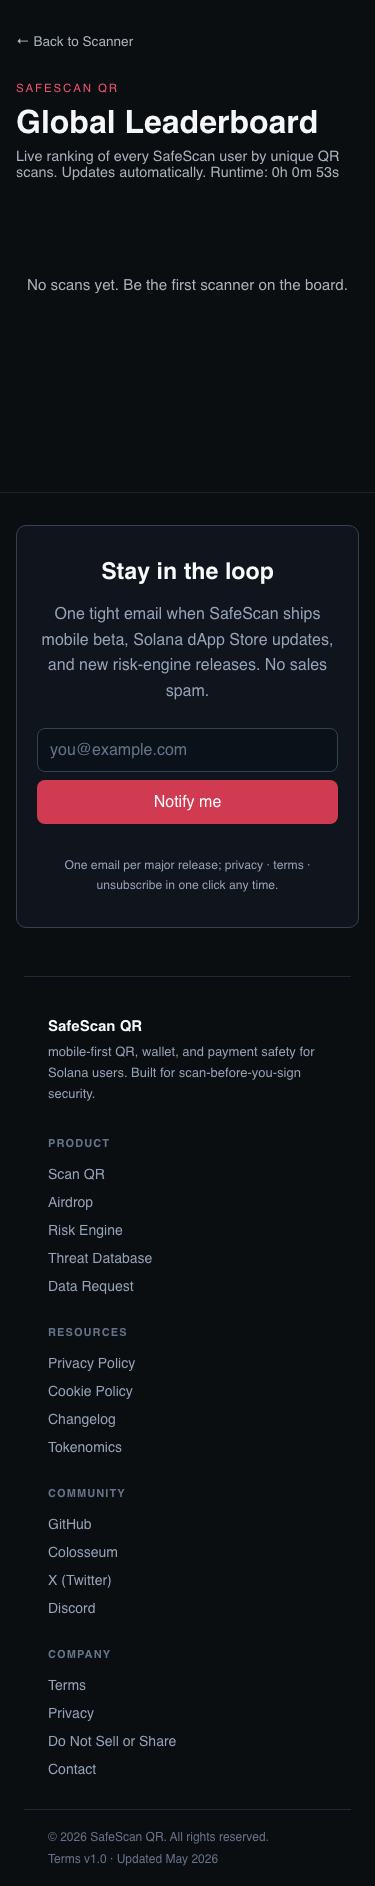 ← Back to Scanner
SAFESCAN QR
Global Leaderboard
Live ranking of every SafeScan user by unique QR
scans. Updates automatically. Runtime: 0h 0m 53s
No scans yet. Be the first scanner on the board.
Stay in the loop
One tight email when SafeScan ships
mobile beta, Solana dApp Store updates,
and new risk-engine releases. No sales
spam.
you@example.com
Notify me
One email per major release; privacy · terms ·
unsubscribe in one click any time.
SafeScan QR
mobile-first QR, wallet, and payment safety for
Solana users. Built for scan-before-you-sign
security.
PRODUCT
Scan QR
Airdrop
Risk Engine
Threat Database
Data Request
RESOURCES
Privacy Policy
Cookie Policy
Changelog
Tokenomics
COMMUNITY
GitHub
Colosseum
X (Twitter)
Discord
COMPANY
Terms
Privacy
Do Not Sell or Share
Contact
© 2026 SafeScan QR. All rights reserved.
Terms v1.0 · Updated May 2026